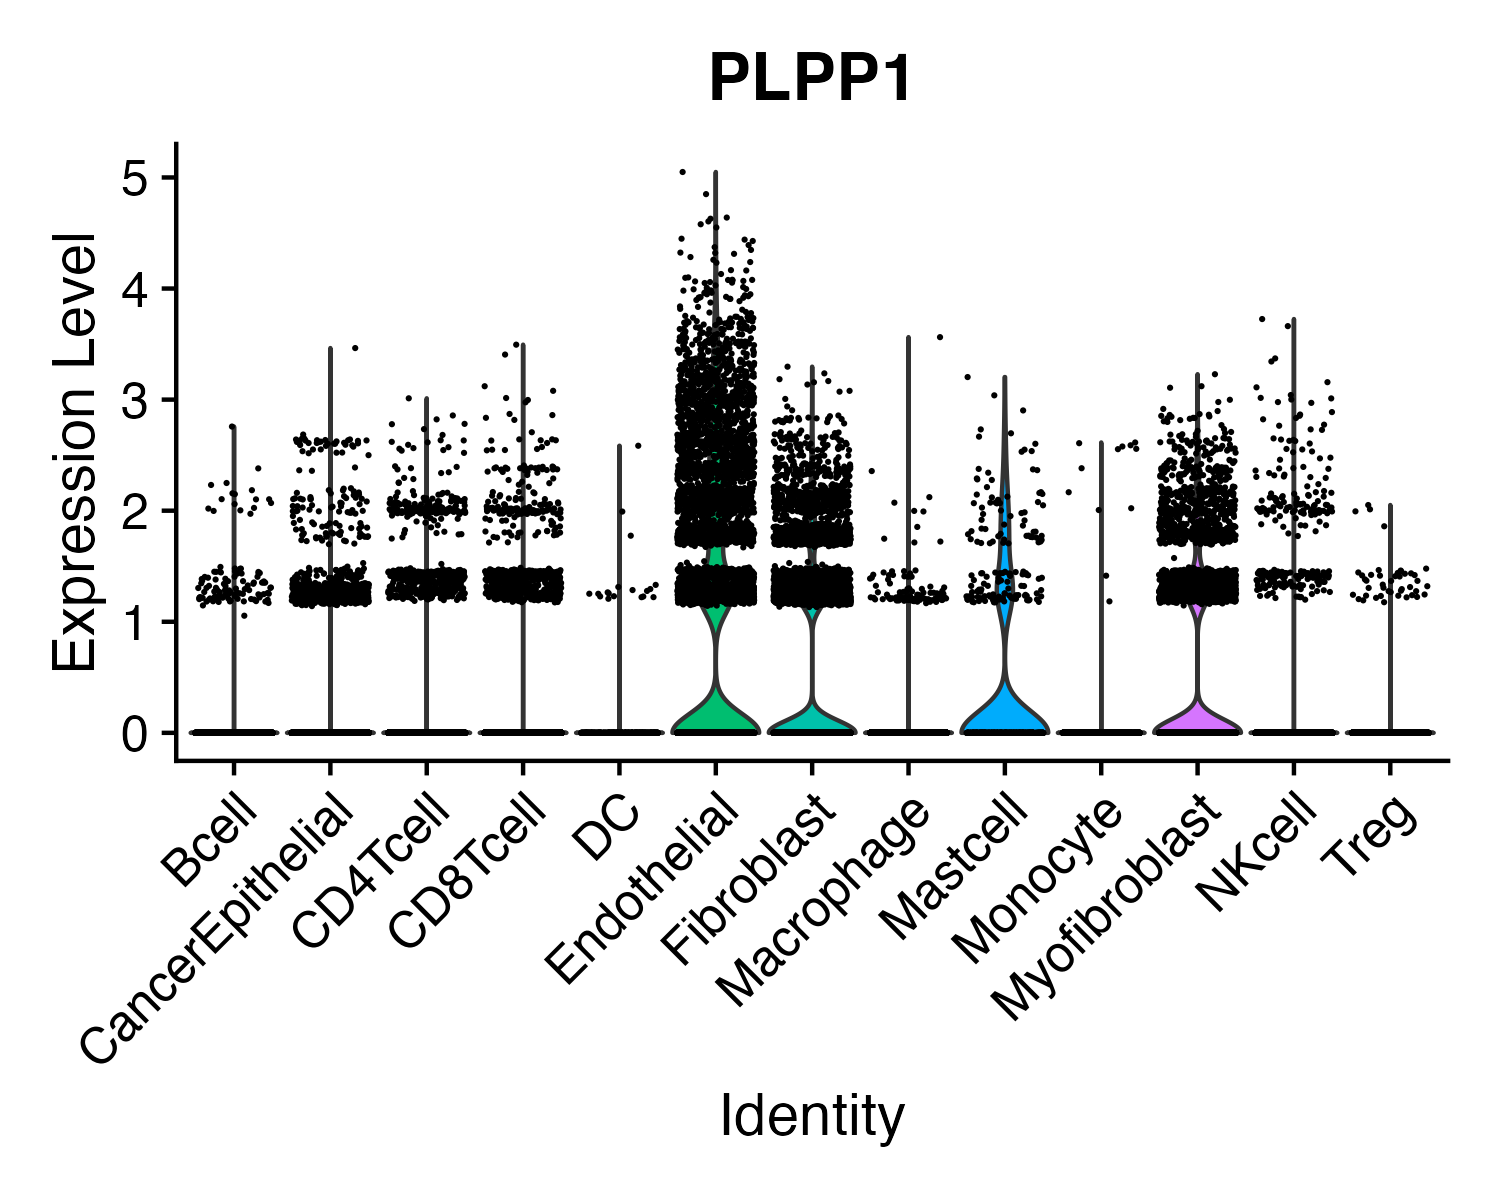 PLPP1
Expression Level
5
4
3
2
1
0
Bcell
CancerEpithelial
CD4Tcell
CD8Tcell
DC
Endothelial
Fibroblast
Macrophage
Mastcell
Monocyte
Myofibroblast
NKcell
Treg
Identity